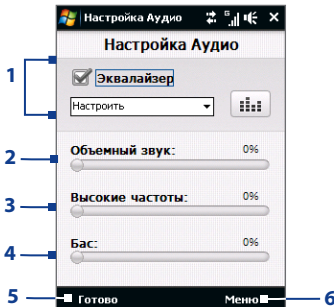 Настройка Аудио
Настройка Аудио
1
Эквалайзер
Настроить
2
Объемный звук: 0%
3
Высокие частоты: 0%
4
Бас: 0%
5 Готово Меню 6